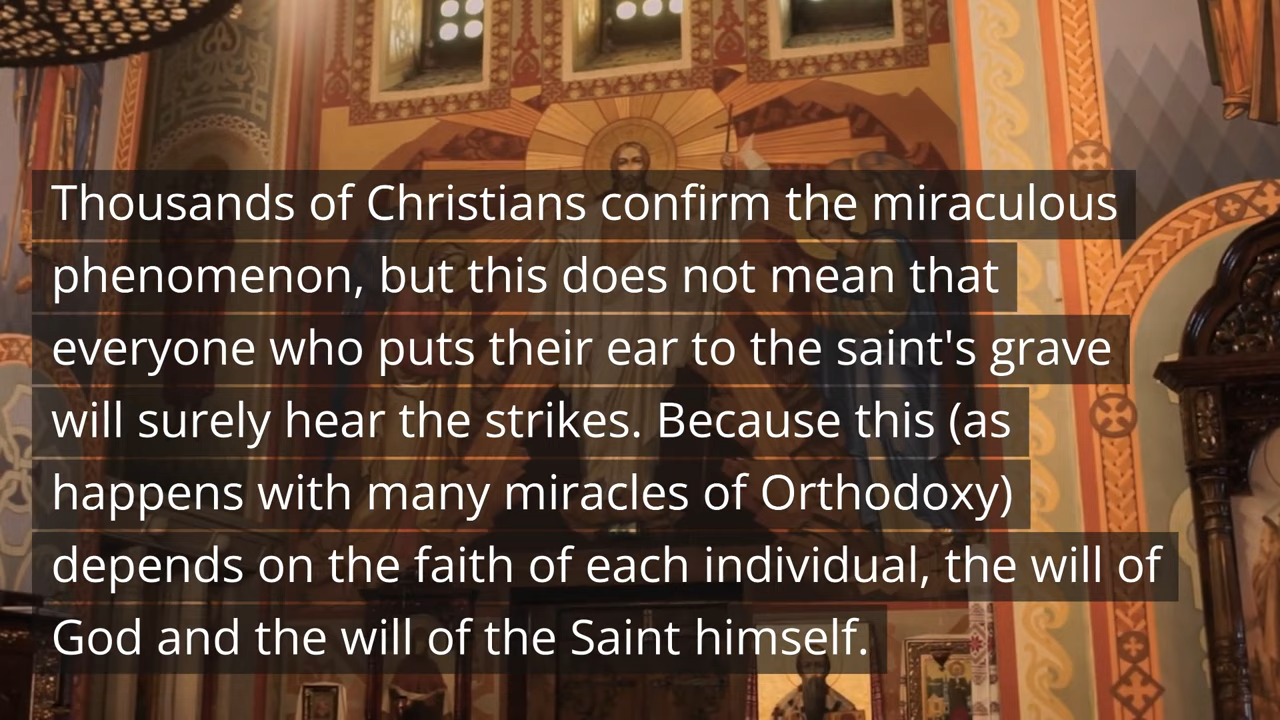 Thousands of Christians confirm the miraculous
phenomenon, but this does not mean that
everyone who puts their ear to the saint's grave
will surely hear the strikes. Because this (as
happens with many miracles of Orthodoxy)
depends on the faith of each individual, the will of
God and the will of the Saint himself.